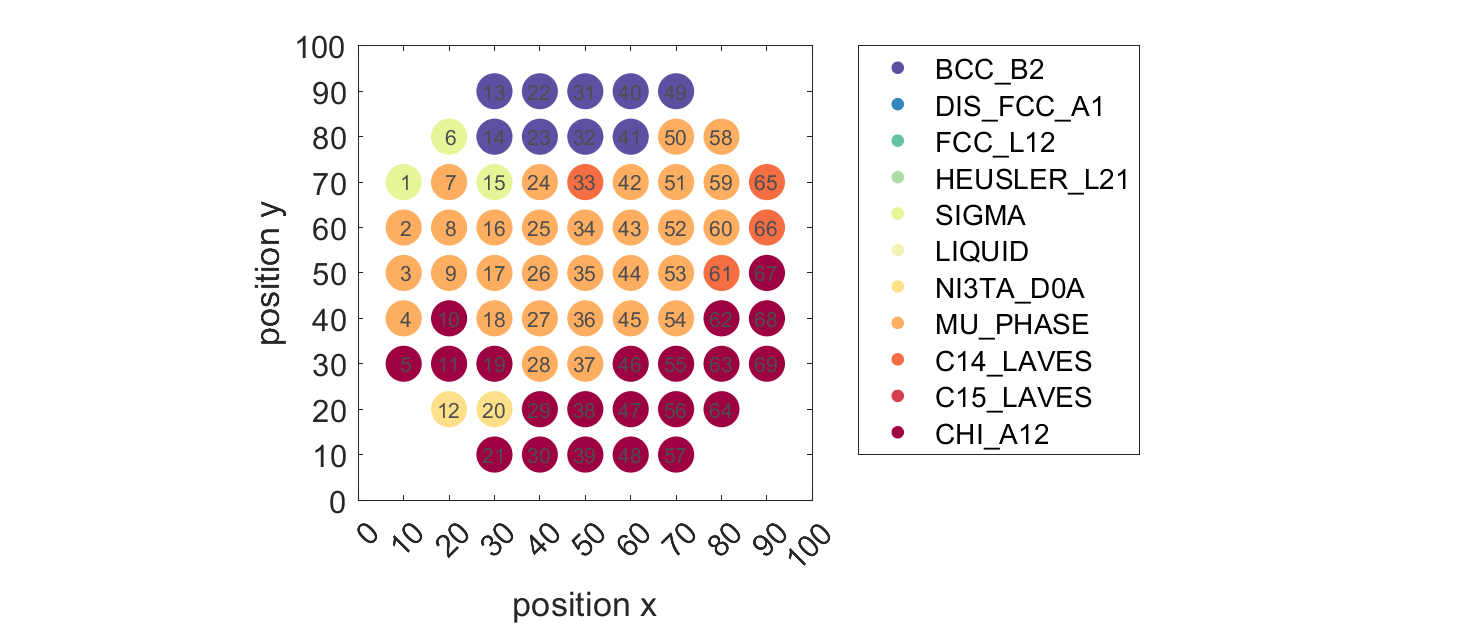 100
90
80
70
60
50
40
30
20
10
0
position y
13 22 31 40 49
6 14 23 32 41 50 58
1 7 15 24 33 42 51 59 65
2 8 16 25 34 43 52 60 66
3 9 17 26 35 44 53 61 67
4 10 18 27 36 45 54 62 68
5 11 19 28 37 46 55 63 69
12 20 29 38 47 56 64
21 30 39 48 57
0 10 20 30 40 50 60 70 80 90 100
position x
BCC_B2
DIS_FCC_A1
FCC_L12
HEUSLER_L21
SIGMA
LIQUID
NI3TA_D0A
MU_PHASE
C14_LAVES
C15_LAVES
CHI_A12